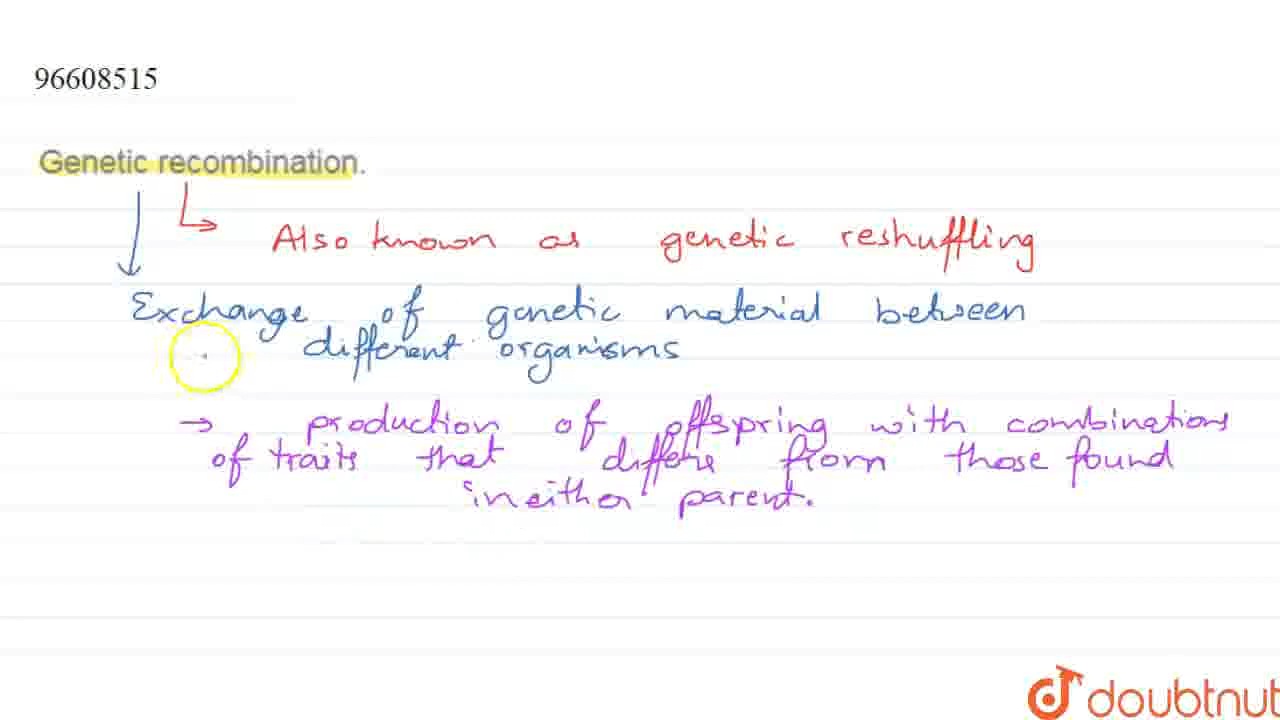 96608515
Genetic recombination.
Also known as genetic reshuffling
Exchange of genetic material between
different organisms
→ production of offspring with combinations
of traits that differe from those found
in either parent.
doubtnut